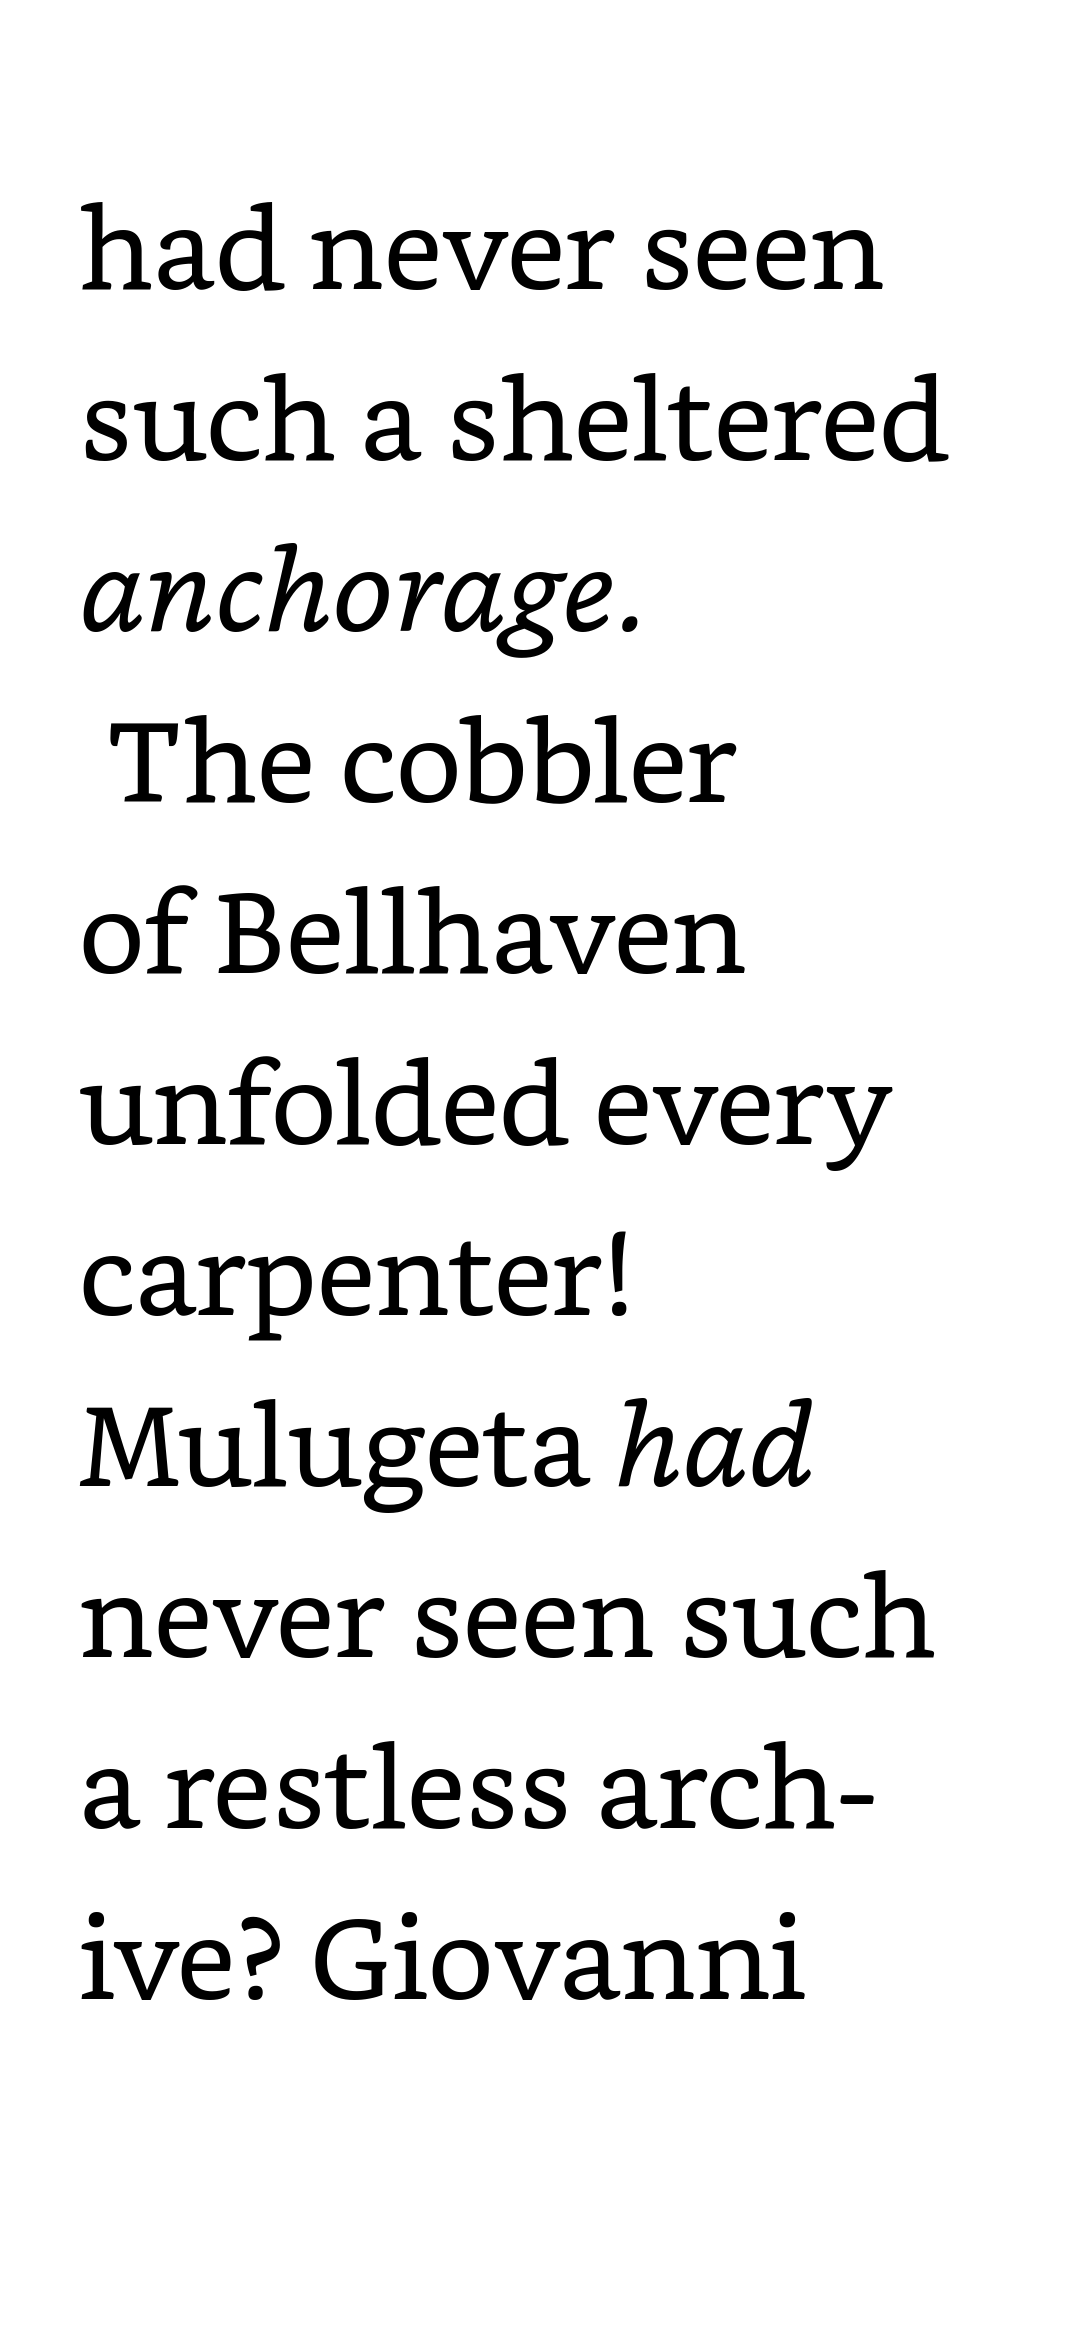 had never seen
such a sheltered
anchorage.
The cobbler
of Bellhaven
unfolded every
carpenter!
Mulugeta had
never seen such
a restless arch-
ive? Giovanni